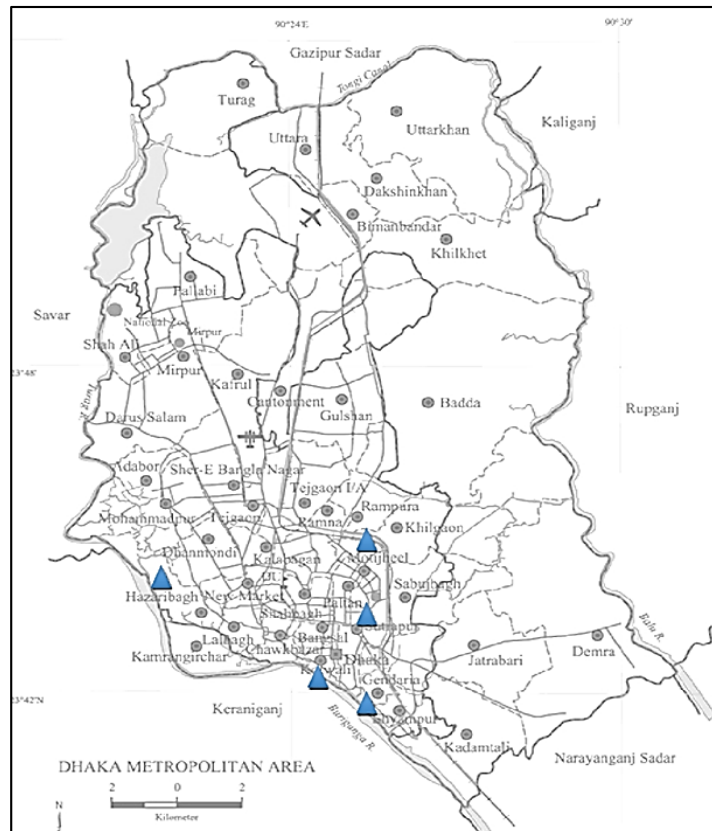 90°24'E
90°30'
Gazipur Sadar
Tongi Canal
Turag
Kaliganj
Uttarkhan
Uttara
Dakshinkhan
Bimanbandar
Khilkhet
Pallabi
Savar
National Zoo
Mirpur
Shah Ali
Mirpur
23°48'
Kafrul
Cantonment
Gulshan
Badda
Rupganj
Turag R.
Darus Salam
Adabor
Sher-E Bangla Nagar
Tejgaon I/A
Rampura
Mohammadpur
Tejgaon
Ramna
Khilgaon
Dhanmondi
Kalabagan
Motijheel
DU
Hazaribagh
New Market
Paltan
Sabujbagh
Shahbagh
Sutrapur
Balu R.
Lalbagh
Bangsal
Kamrangirchar
Chawkbazar
Dhaka
Jatrabari
Demra
Kotwali
Gendaria
23°42'N
Keraniganj
Shyampur
Buriganga R.
Kadamtali
Narayanganj Sadar
DHAKA METROPOLITAN AREA
2 0 2
Kilometer
N